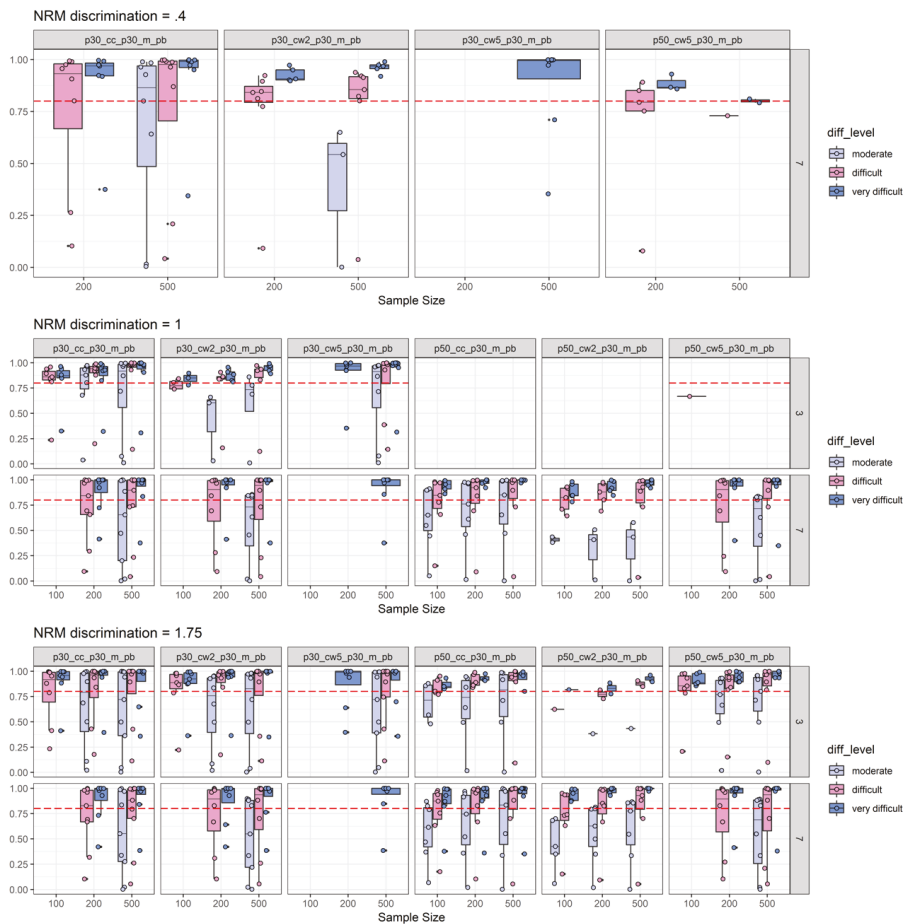 NRM discrimination = .4
p30_cc_p30_m_pb p30_cw2_p30_m_pb p30_cw5_p30_m_pb p50_cw5_p30_m_pb
1.00
0.75
0.50
0.25
0.00
7
200 500 200 500 200 500 200 500
Sample Size
diff_level
moderate
difficult
very difficult
NRM discrimination = 1
p30_cc_p30_m_pb p30_cw2_p30_m_pb p30_cw5_p30_m_pb p50_cc_p30_m_pb p50_cw2_p30_m_pb p50_cw5_p30_m_pb
1.00
0.75
0.50
0.25
0.00
3
1.00
0.75
0.50
0.25
0.00
7
100 200 500 100 200 500 100 200 500 100 200 500 100 200 500 100 200 500
Sample Size
diff_level
moderate
difficult
very difficult
NRM discrimination = 1.75
p30_cc_p30_m_pb p30_cw2_p30_m_pb p30_cw5_p30_m_pb p50_cc_p30_m_pb p50_cw2_p30_m_pb p50_cw5_p30_m_pb
1.00
0.75
0.50
0.25
0.00
3
1.00
0.75
0.50
0.25
0.00
7
100 200 500 100 200 500 100 200 500 100 200 500 100 200 500 100 200 500
Sample Size
diff_level
moderate
difficult
very difficult